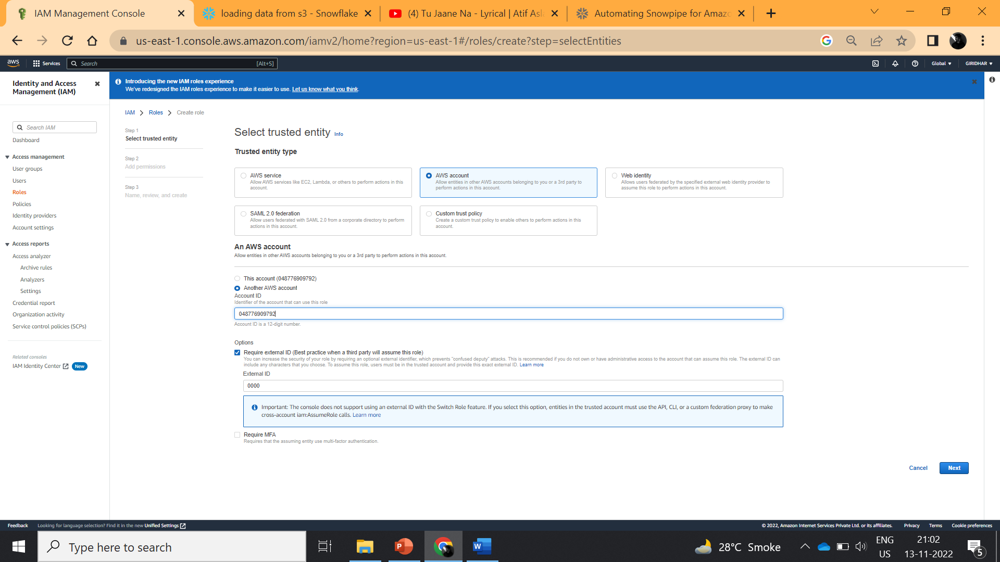 IAM Management Console
loading data from s3 - Snowflake
(4) Tu Jaane Na - Lyrical | Atif Asla
Automating Snowpipe for Amazo
us-east-1.console.aws.amazon.com/iamv2/home?region=us-east-1#/roles/create?step=selectEntities
aws
Services
Search
[Alt+S]
Global
GIRIDHAR
Identity and Access
Management (IAM)
Search IAM
Dashboard
Access management
User groups
Users
Roles
Policies
Identity providers
Account settings
Access reports
Access analyzer
Archive rules
Analyzers
Settings
Credential report
Organization activity
Service control policies (SCPs)
Related consoles
IAM Identity Center New
Introducing the new IAM roles experience
We've redesigned the IAM roles experience to make it easier to use. Let us know what you think.
IAM > Roles > Create role
Step 1
Select trusted entity
Step 2
Add permissions
Step 3
Name, review, and create
Select trusted entity Info
Trusted entity type
AWS service
Allow AWS services like EC2, Lambda, or others to perform actions in this
account.
AWS account
Allow entities in other AWS accounts belonging to you or a 3rd party to
perform actions in this account.
Web identity
Allows users federated by the specified external web identity provider to
assume this role to perform actions in this account.
SAML 2.0 federation
Allow users federated with SAML 2.0 from a corporate directory to perform
actions in this account.
Custom trust policy
Create a custom trust policy to enable others to perform actions in this
account.
An AWS account
Allow entities in other AWS accounts belonging to you or a 3rd party to perform actions in this account.
This account (048776909792)
Another AWS account
Account ID
Identifier of the account that can use this role
048776909792
Account ID is a 12-digit number.
Options
Require external ID (Best practice when a third party will assume this role)
You can increase the security of your role by requiring an optional external identifier, which prevents "confused deputy" attacks. This is recommended if you do not own or have administrative access to the account that can assume this role. The external ID can
include any characters that you choose. To assume this role, users must be in the trusted account and provide this exact external ID. Learn more
External ID
0000
Important: The console does not support using an external ID with the Switch Role feature. If you select this option, entities in the trusted account must use the API, CLI, or a custom federation proxy to make
cross-account iam:AssumeRole calls. Learn more
Require MFA
Requires that the assuming entity use multi-factor authentication.
Cancel
Next
Feedback
Looking for language selection? Find it in the new Unified Settings
© 2022, Amazon Internet Services Private Ltd. or its affiliates.
Privacy
Terms
Cookie preferences
Type here to search
P
W
28°C Smoke
ENG
US
21:02
13-11-2022
5